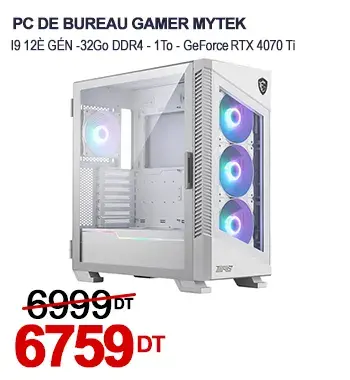 PC DE BUREAU GAMER MYTEK
I9 12È GÉN -32Go DDR4 - 1To - GeForce RTX 4070 Ti
6999DT
6759DT